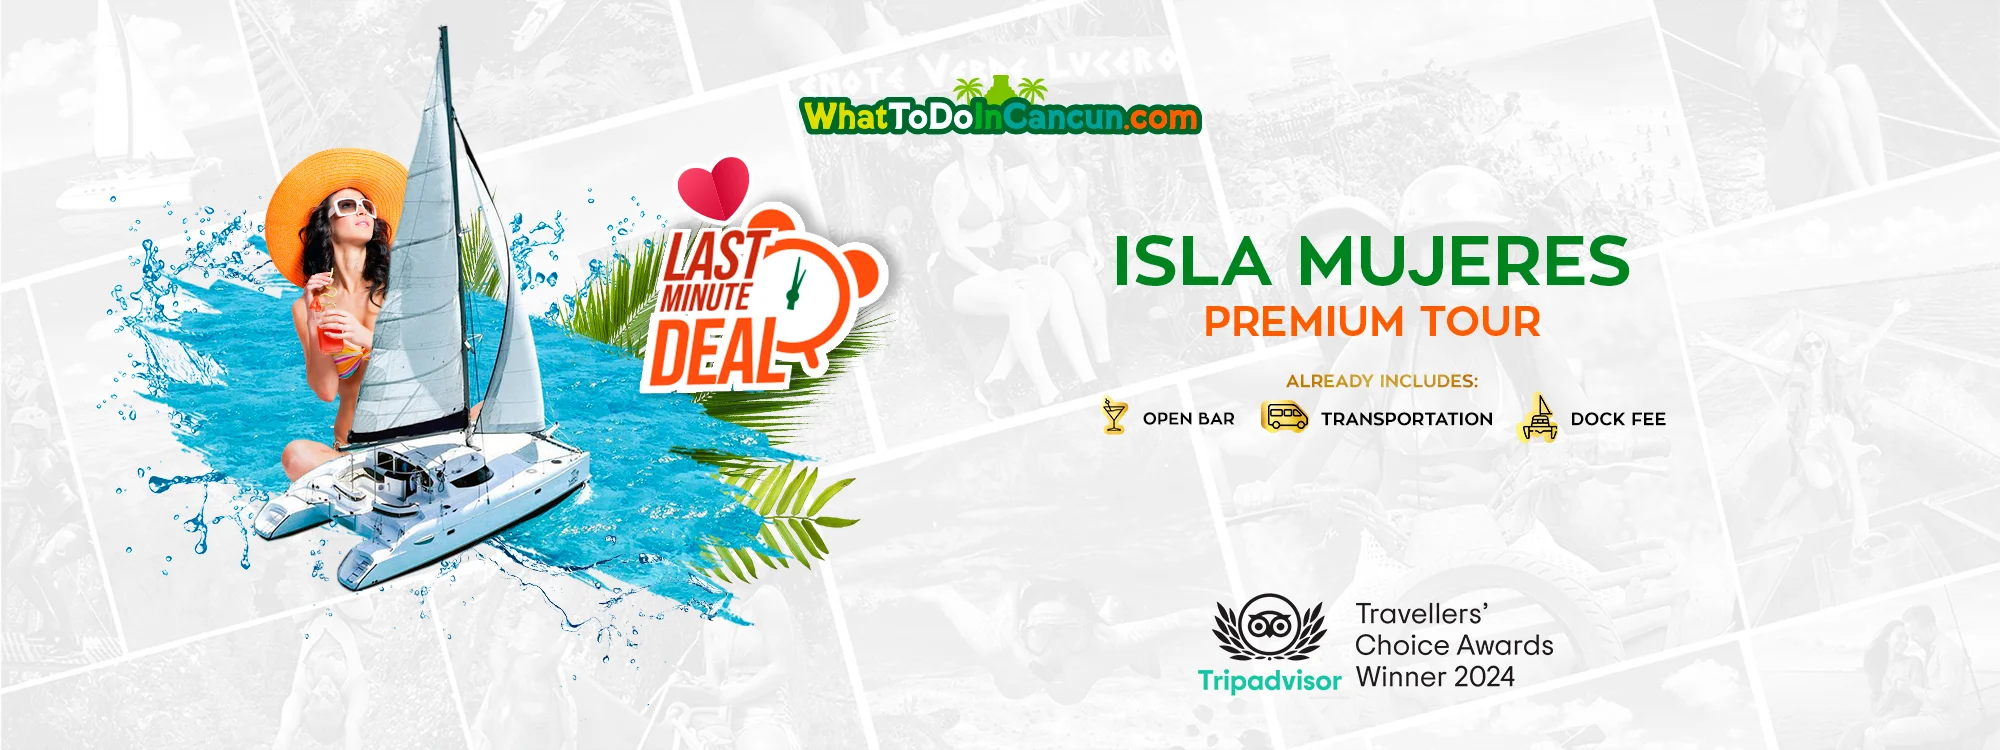 WhatToDoInCancun.com
LAST
MINUTE
DEAL
ISLA MUJERES
PREMIUM TOUR
ALREADY INCLUDES:
OPEN BAR TRANSPORTATION DOCK FEE
Travellers'
Choice Awards
Winner 2024
Tripadvisor